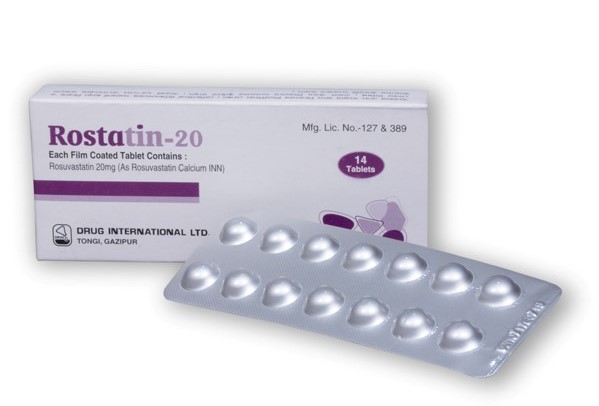 Rostatin-20
Each Film Coated Tablet Contains :
Rosuvastatin 20mg (As Rosuvastatin Calcium INN)
Mfg. Lic. No.-127 & 389
14
Tablets
DRUG INTERNATIONAL LTD.
TONGI, GAZIPUR